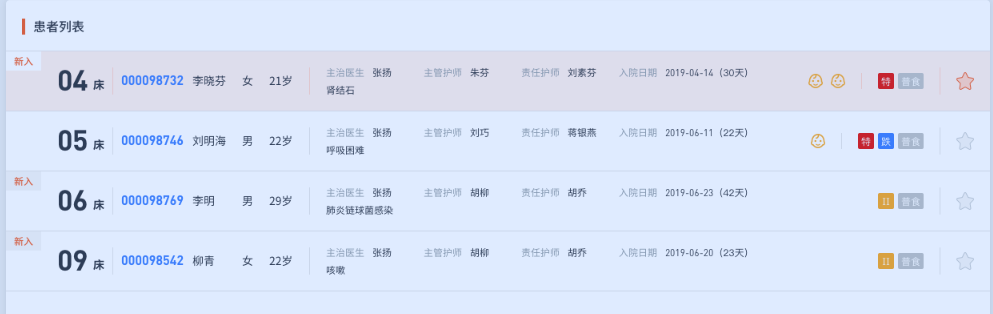 患者列表
新入
04 床 000098732 李晓芬 女 21岁 主治医生 张扬 主管护师 朱芬 责任护师 刘素芬 入院日期 2019-04-14（30天） 特 普食
肾结石
05 床 000098746 刘明海 男 22岁 主治医生 张扬 主管护师 刘巧 责任护师 蒋银燕 入院日期 2019-06-11（22天） 特 跌 普食
呼吸困难
新入
06 床 000098769 李明 男 29岁 主治医生 张扬 主管护师 胡柳 责任护师 胡乔 入院日期 2019-06-23（42天） II 普食
肺炎链球菌感染
新入
09 床 000098542 柳青 女 22岁 主治医生 张扬 主管护师 胡柳 责任护师 胡乔 入院日期 2019-06-20（23天） II 普食
咳嗽